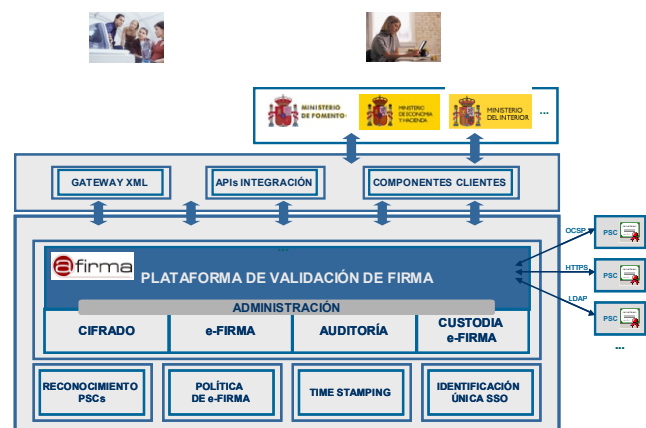 MINISTERIO
DE FOMENTO
MINISTERIO
DE ECONOMIA
Y HACIENDA
MINISTERIO
DEL INTERIOR
...
GATEWAY XML
APIs INTEGRACIÓN
COMPONENTES CLIENTES
...
@firma
PLATAFORMA DE VALIDACIÓN DE FIRMA
ADMINISTRACIÓN
CIFRADO
e-FIRMA
AUDITORÍA
CUSTODIA
e-FIRMA
RECONOCIMIENTO
PSCs
POLÍTICA
DE e-FIRMA
TIME STAMPING
IDENTIFICACIÓN
ÚNICA SSO
OCSP
PSC
HTTPS
PSC
LDAP
PSC
...